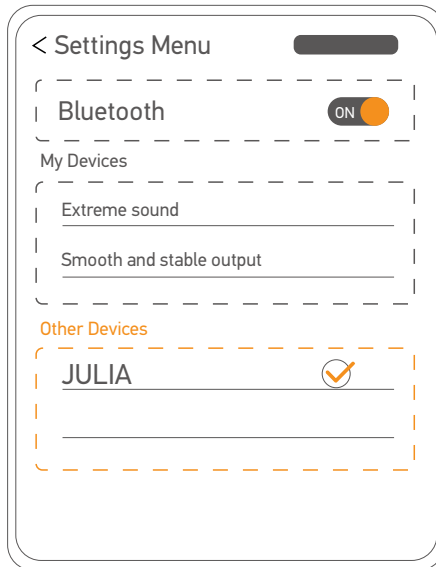 < Settings Menu
Bluetooth ON
My Devices
Extreme sound
Smooth and stable output
Other Devices
JULIA